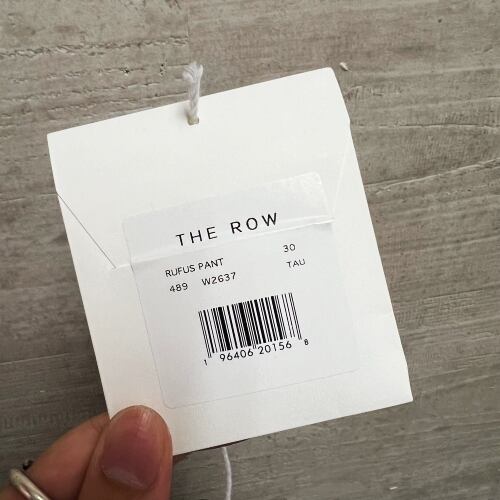 THE ROW
RUFUS PANT 30
489 W2637 TAU
1 96406 20156 8